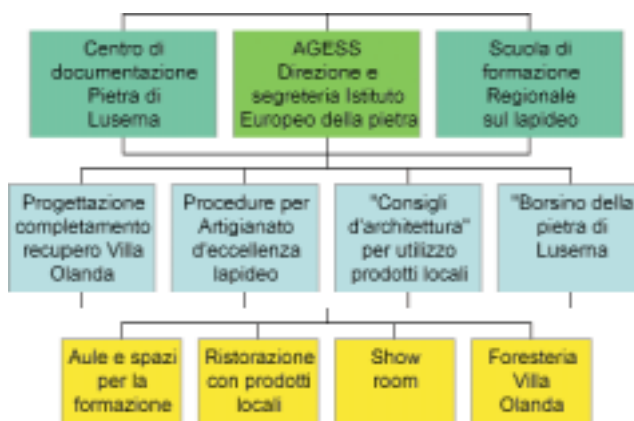 Centro di
documentazione
Pietra di
Luserna
AGESS
Direzione e
segreteria Istituto
Europeo della pietra
Scuola di
formazione
Regionale
sul lapideo
Progettazione
completamento
recupero Villa
Olanda
Procedure per
Artigianato
d'eccellenza
lapideo
"Consigli
d'architettura"
per utilizzo
prodotti locali
"Borsino della
pietra di
Luserna
Aule e spazi
per la
formazione
Ristorazione
con prodotti
locali
Show
room
Foresteria
Villa
Olanda